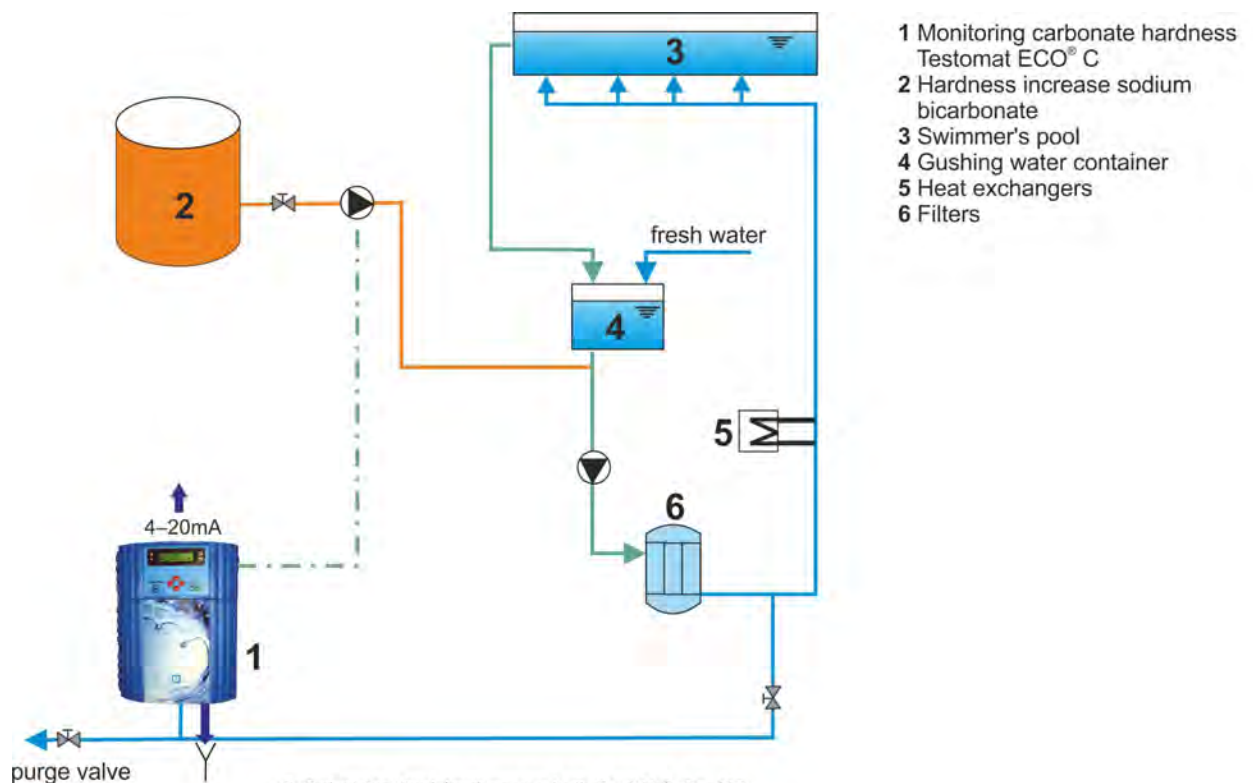 3
1 Monitoring carbonate hardness
Testomat ECO® C
2 Hardness increase sodium
bicarbonate
3 Swimmer's pool
4 Gushing water container
5 Heat exchangers
6 Filters
2
fresh water
4
5
6
4–20mA
1
purge valve